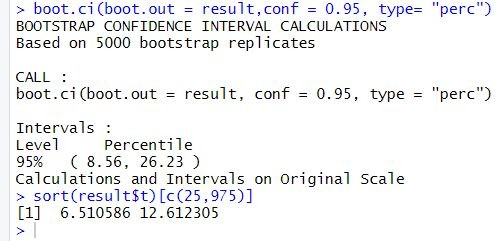 > boot.ci(boot.out = result,conf = 0.95, type= "perc")
BOOTSTRAP CONFIDENCE INTERVAL CALCULATIONS
Based on 5000 bootstrap replicates

CALL :
boot.ci(boot.out = result, conf = 0.95, type = "perc")

Intervals :
Level     Percentile
95%   ( 8.56, 26.23 )
Calculations and Intervals on Original Scale
> sort(result$t)[c(25,975)]
[1]  6.510586 12.612305
>